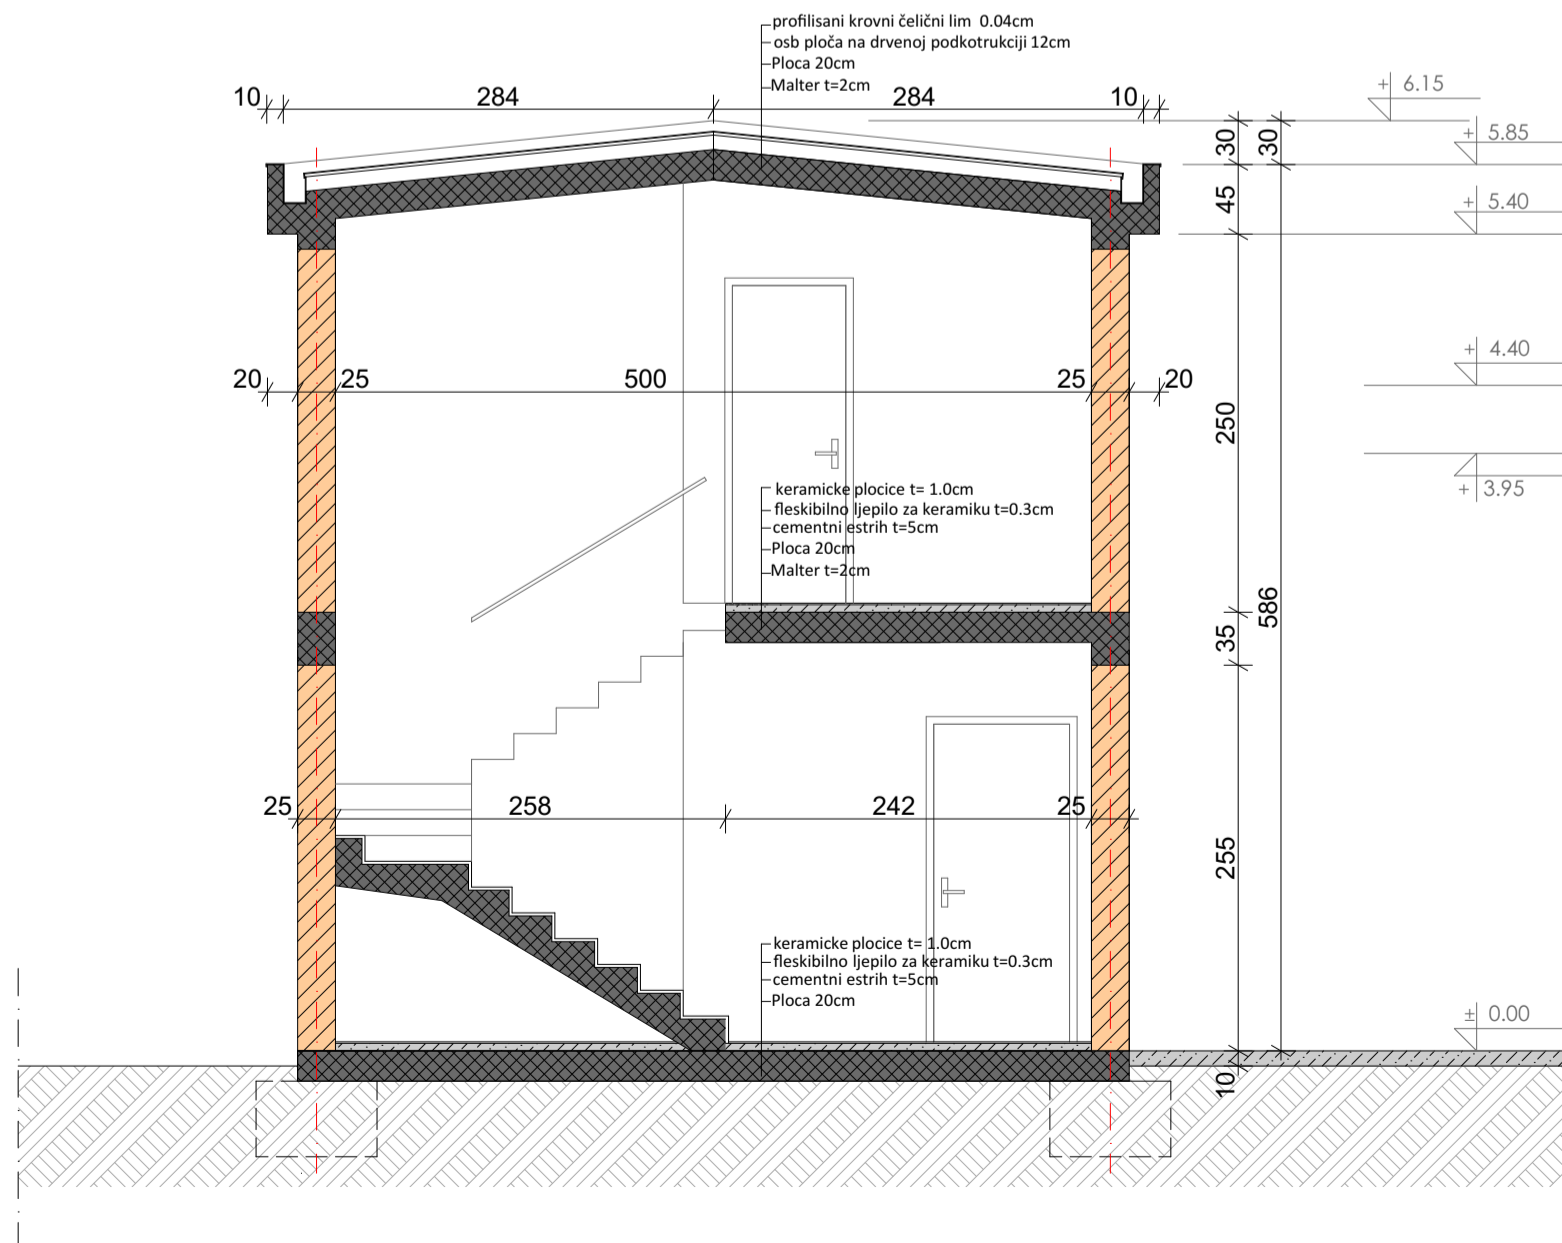 profilisani krovni čelični lim 0.04cm
osb ploča na drvenoj podkotrukciji 12cm
Ploca 20cm
Malter t=2cm
10 284 284 10
+ 6.15
30 30
+ 5.85
45
+ 5.40
+ 4.40
20 25 500 25 20
250
+ 3.95
keramicke plocice t= 1.0cm
fleskibilno ljepilo za keramiku t=0.3cm
cementni estrih t=5cm
Ploca 20cm
Malter t=2cm
586
35
25 258 242 25
255
keramicke plocice t= 1.0cm
fleskibilno ljepilo za keramiku t=0.3cm
cementni estrih t=5cm
Ploca 20cm
± 0.00
10